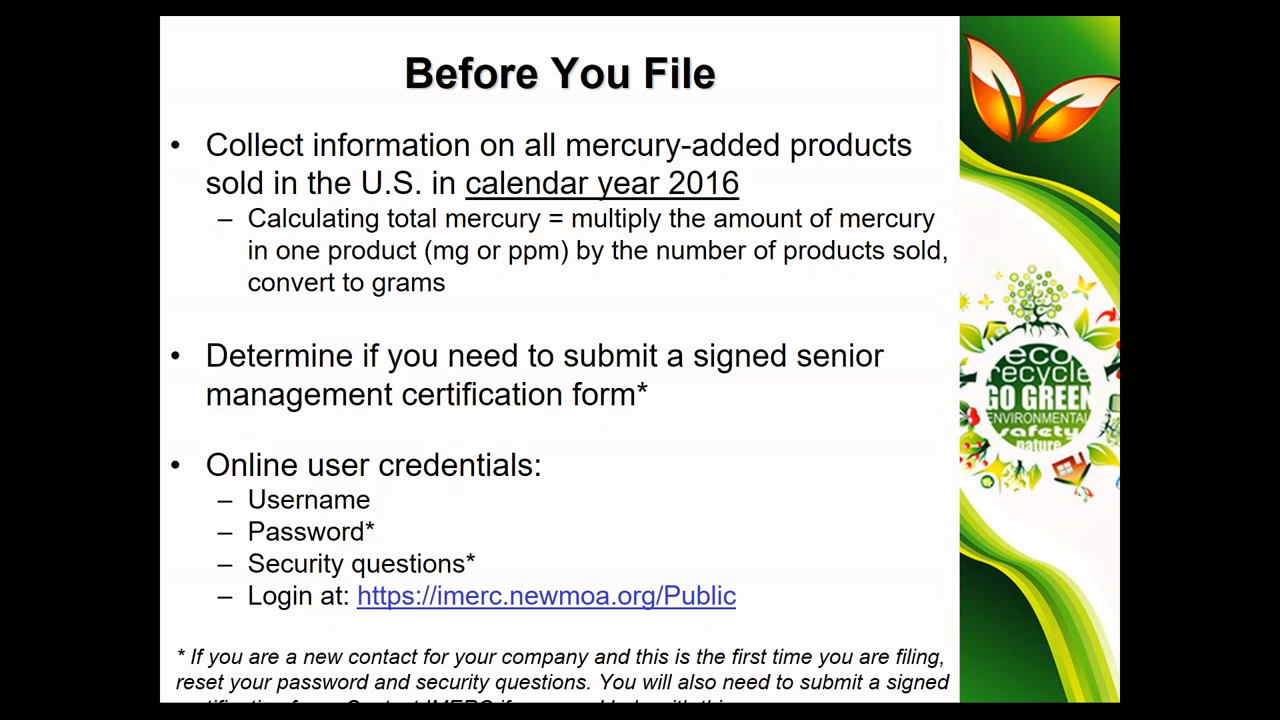 Before You File
• Collect information on all mercury-added products
sold in the U.S. in calendar year 2016
– Calculating total mercury = multiply the amount of mercury
in one product (mg or ppm) by the number of products sold,
convert to grams
• Determine if you need to submit a signed senior
management certification form*
• Online user credentials:
– Username
– Password*
– Security questions*
– Login at: https://imerc.newmoa.org/Public
* If you are a new contact for your company and this is the first time you are filing,
reset your password and security questions. You will also need to submit a signed
eco
recycle
GO GREEN
ENVIRONMENTAL
safety
nature